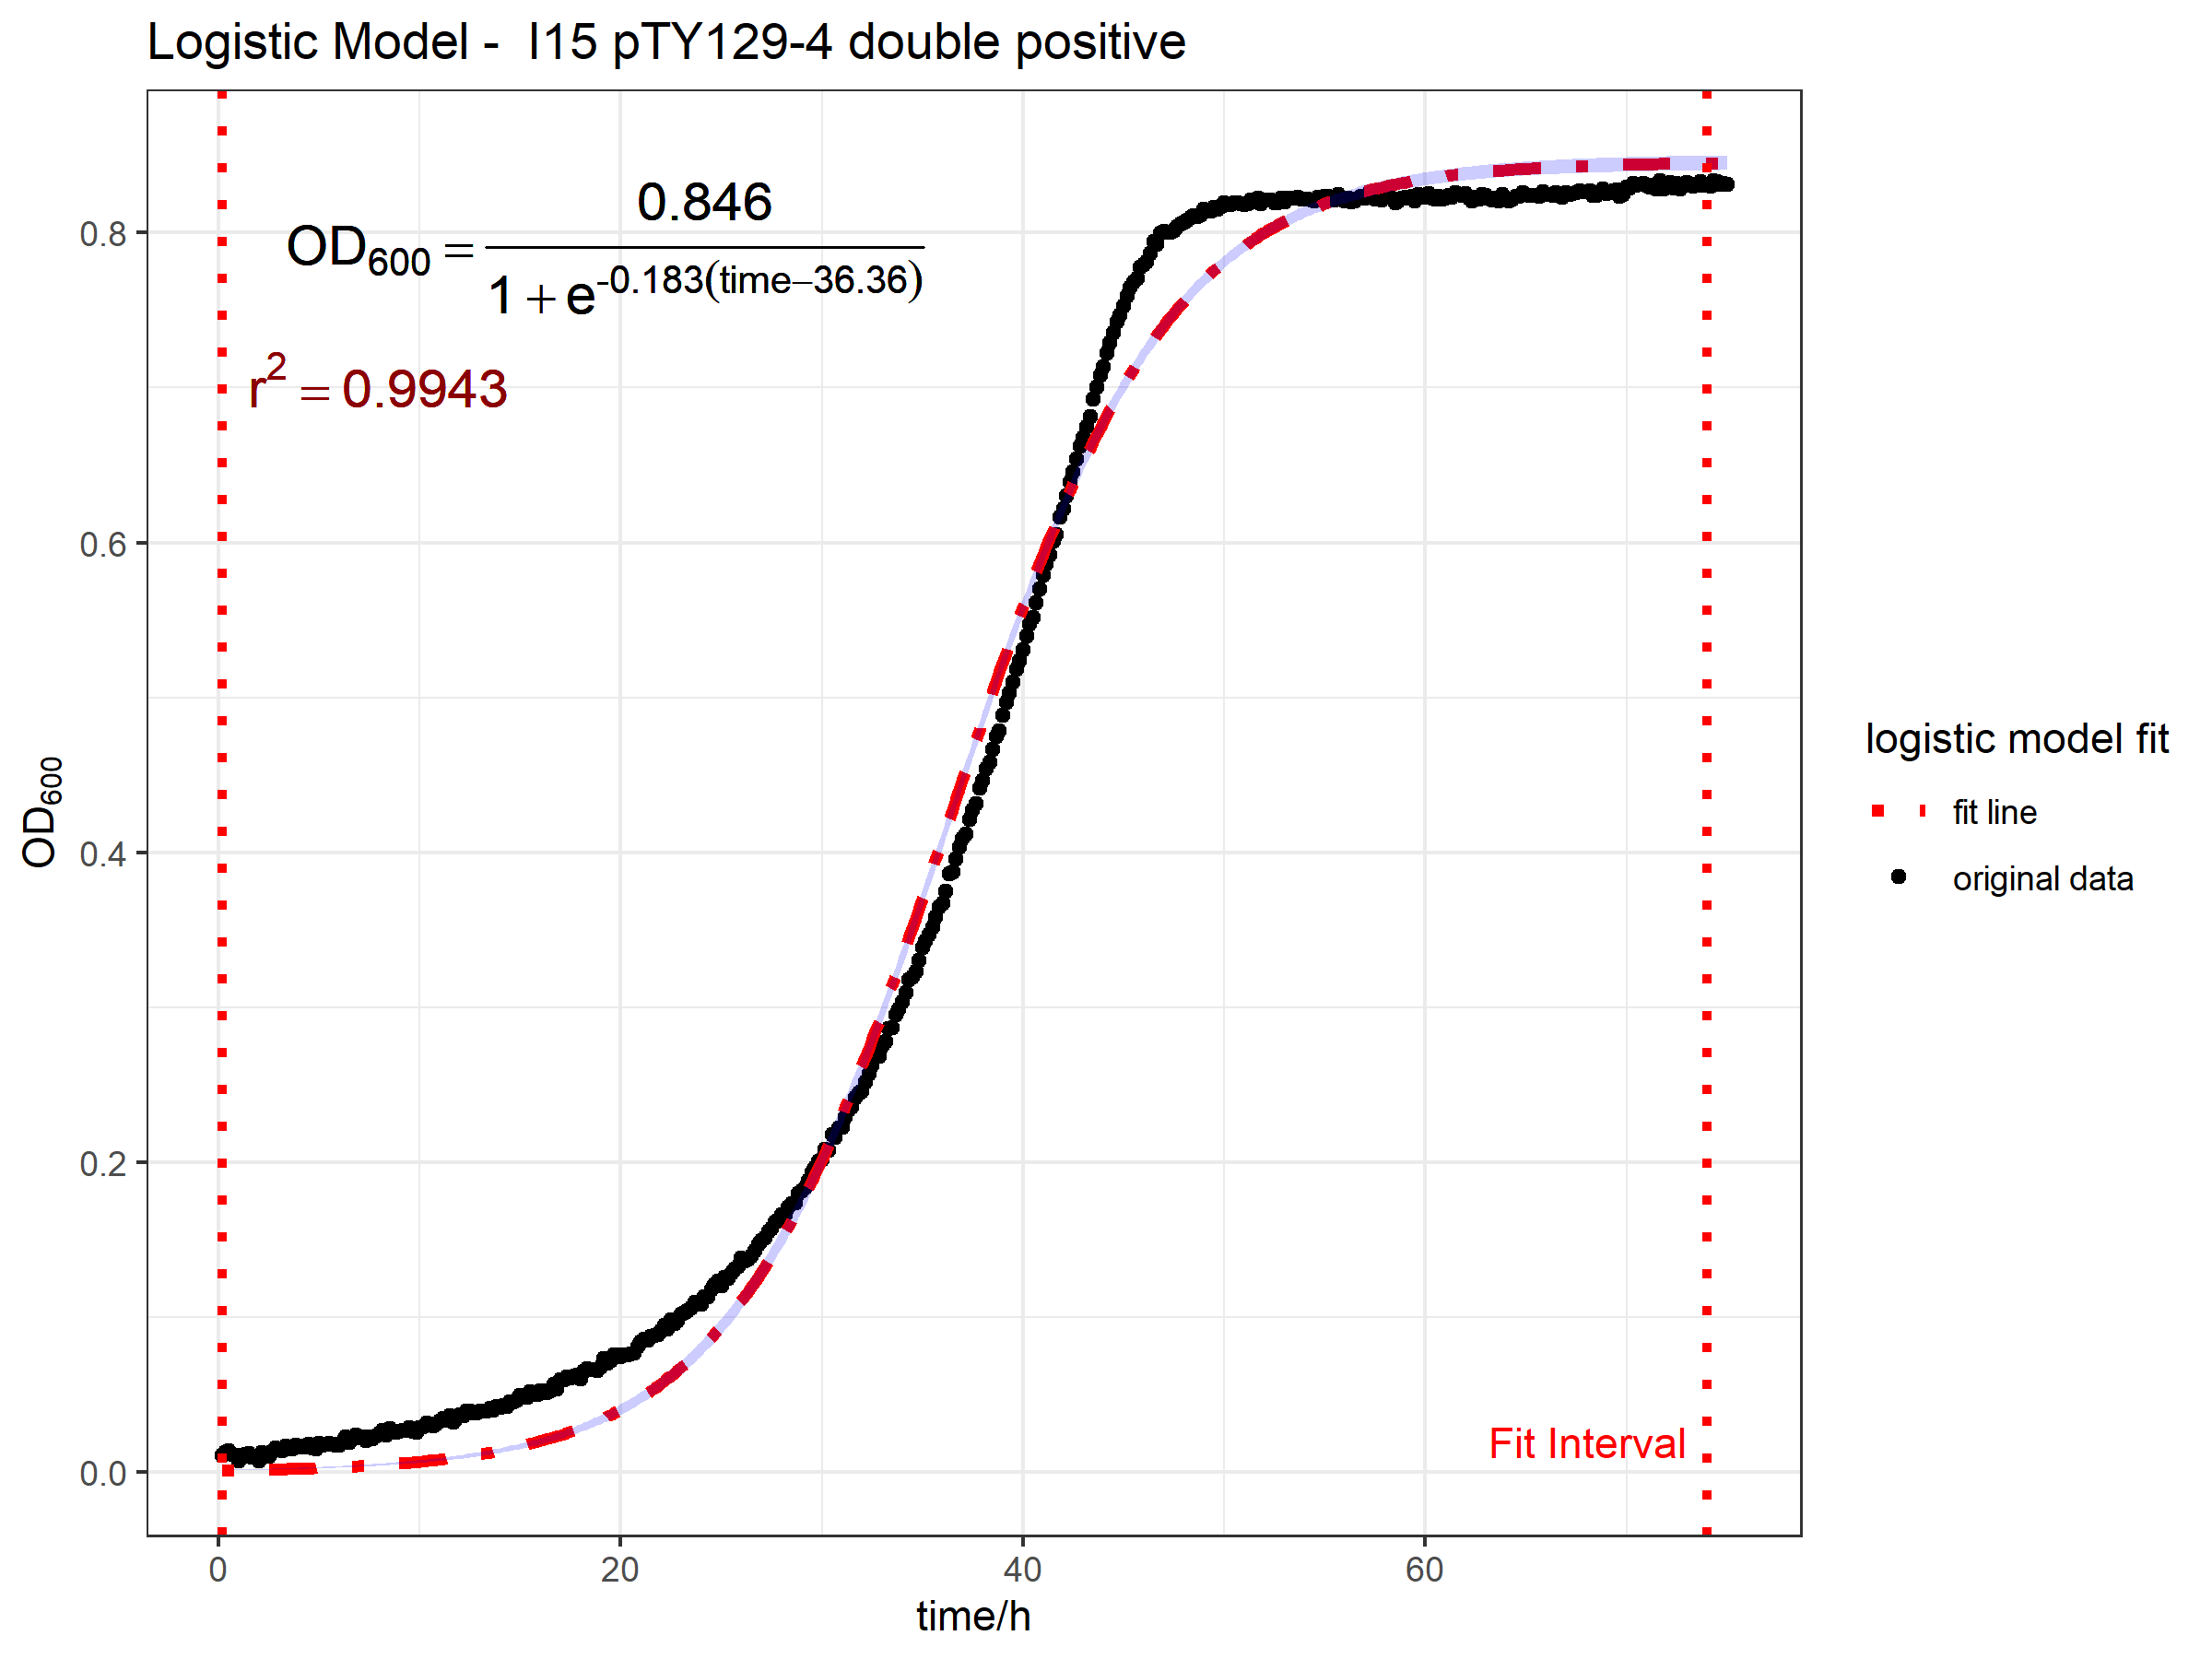 Logistic Model -  I15 pTY129-4 double positive
OD₆₀₀ = 0.846 / (1 + e^(-0.183(time−36.36)))
r² = 0.9943
0.8
0.6
0.4
0.2
0.0
OD₆₀₀
Fit Interval
0 20 40 60
time/h
logistic model fit
fit line
original data